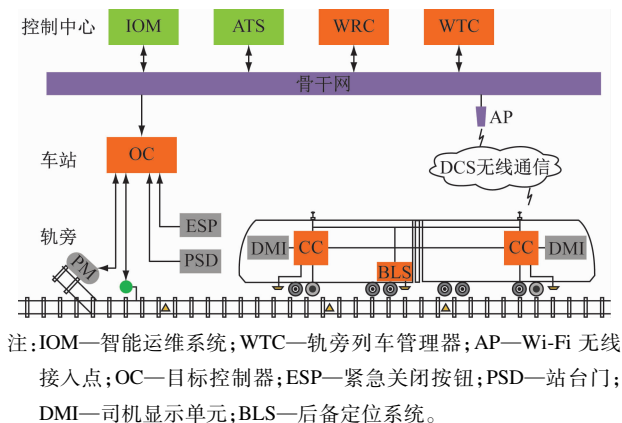 控制中心 IOM ATS WRC WTC
骨干网
AP
车站 OC
DCS无线通信
轨旁 ESP
PM PSD DMI CC CC DMI
BLS
注:IOM—智能运维系统;WTC—轨旁列车管理器;AP—Wi-Fi 无线
接入点;OC—目标控制器;ESP—紧急关闭按钮;PSD—站台门;
DMI—司机显示单元;BLS—后备定位系统。